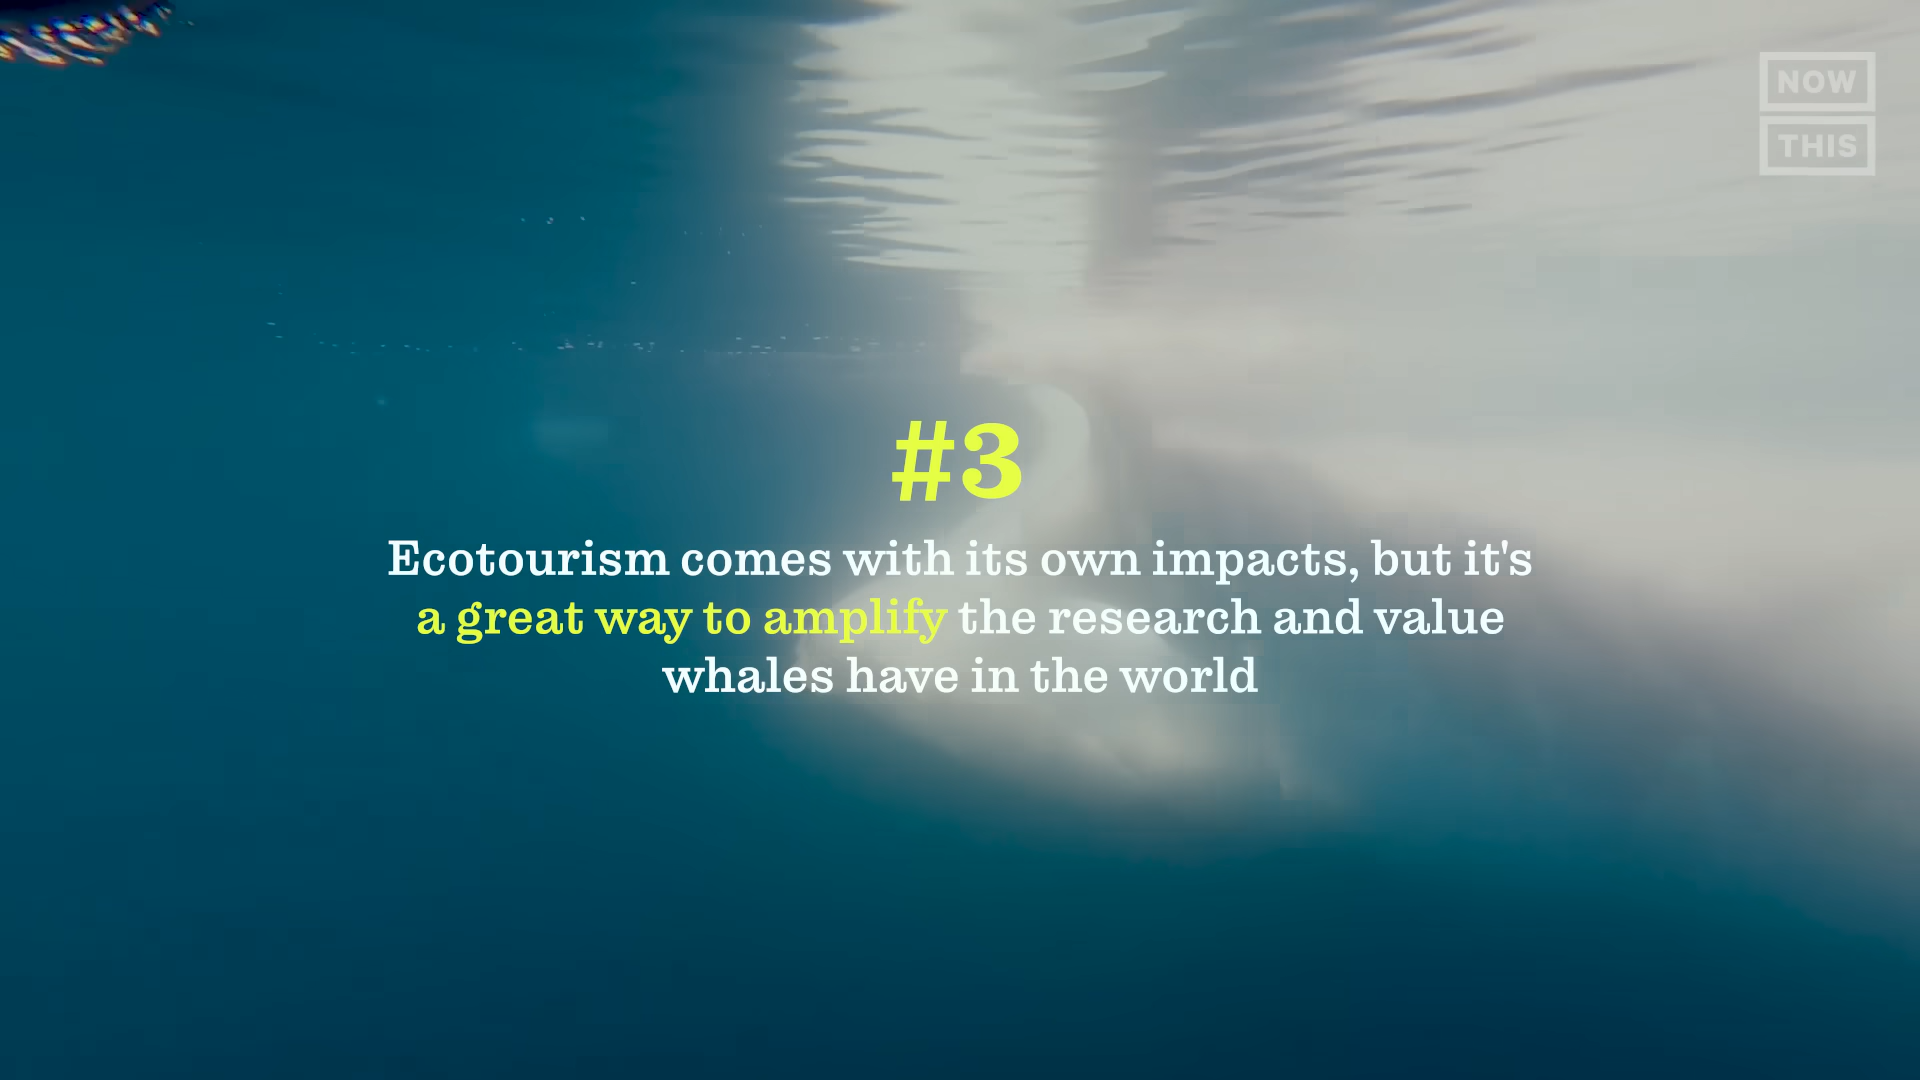 NOW
THIS
#3
Ecotourism comes with its own impacts, but it's
a great way to amplify the research and value
whales have in the world